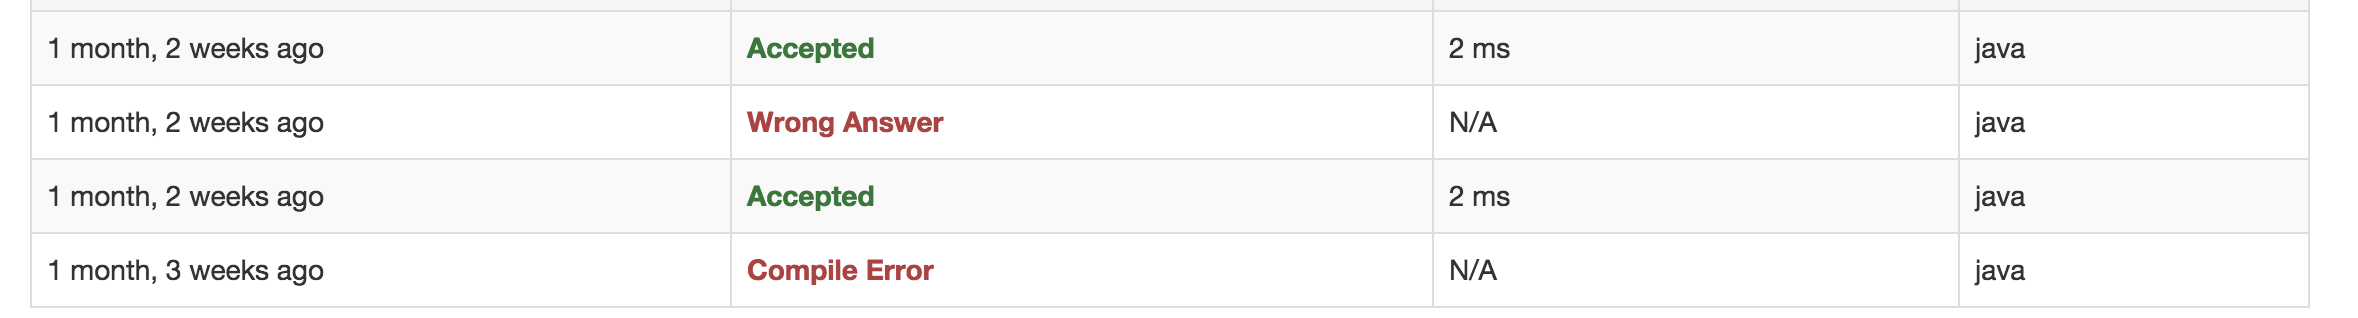 1 month, 2 weeks ago Accepted 2 ms java
1 month, 2 weeks ago Wrong Answer N/A java
1 month, 2 weeks ago Accepted 2 ms java
1 month, 3 weeks ago Compile Error N/A java